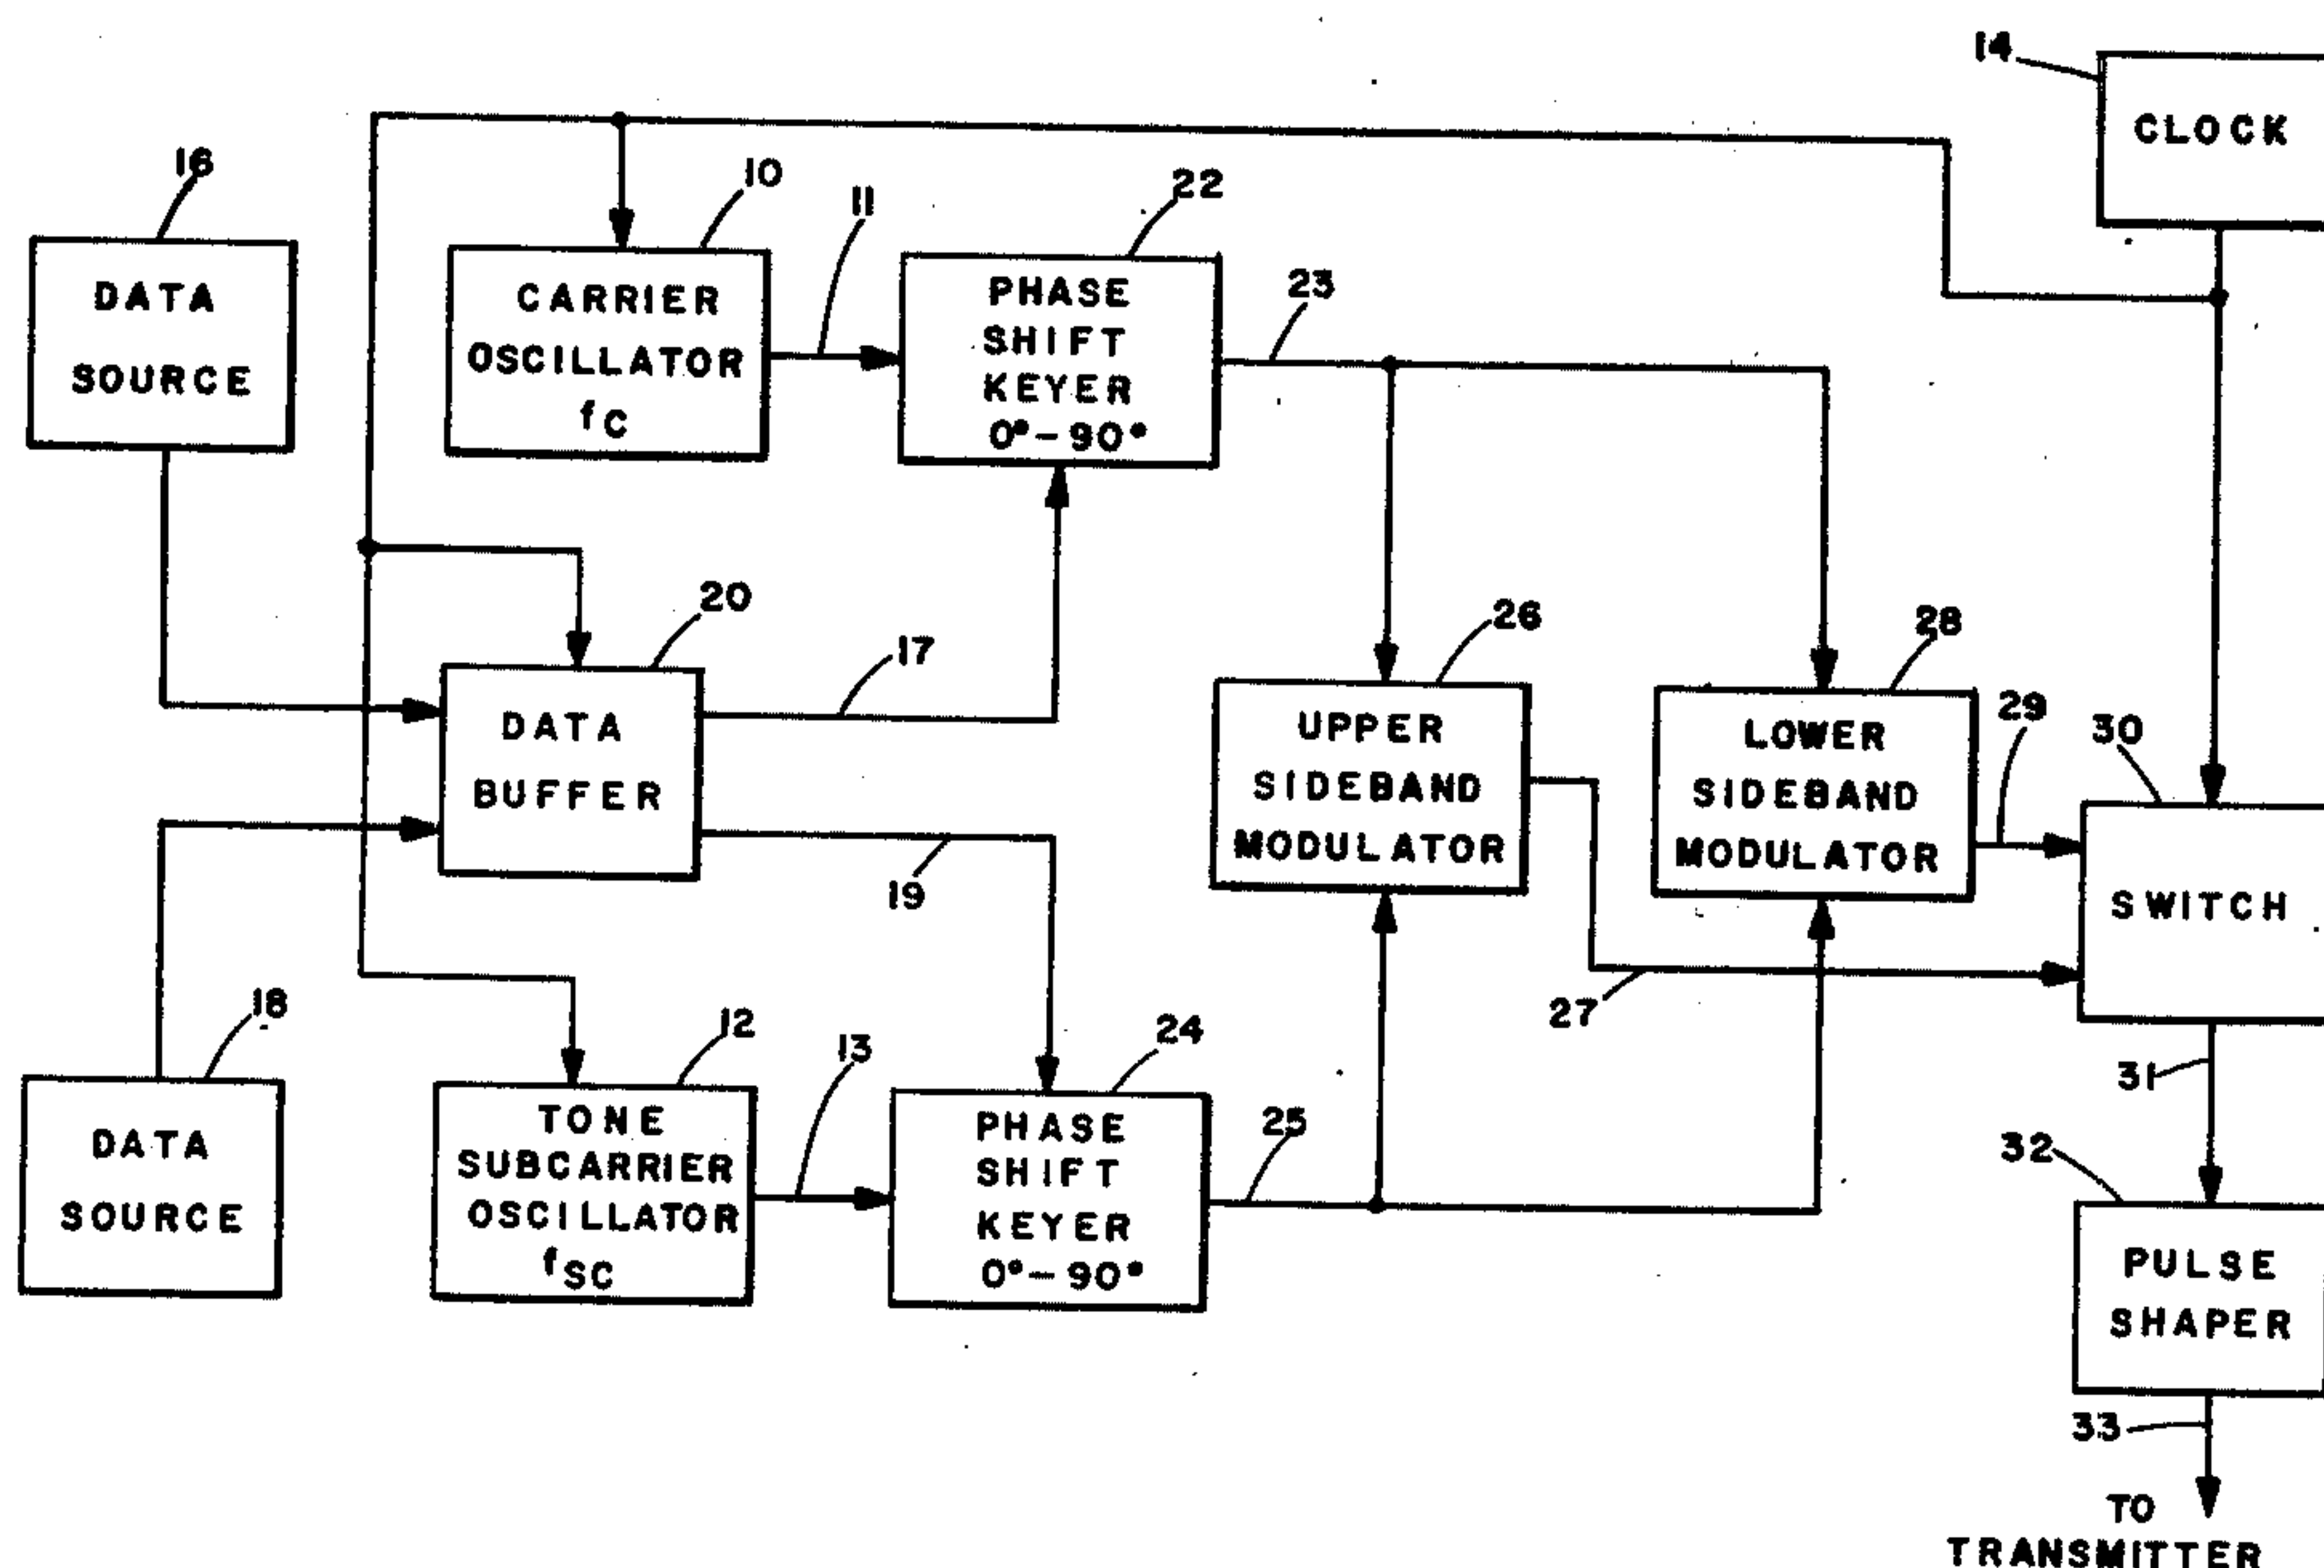 14
CLOCK
16
10
11
22
23
DATA
SOURCE
CARRIER
OSCILLATOR
fC
PHASE
SHIFT
KEYER
0°-90°
20
17
26
28
29
30
DATA
BUFFER
UPPER
SIDEBAND
MODULATOR
LOWER
SIDEBAND
MODULATOR
SWITCH
19
27
18
12
13
24
25
31
32
DATA
SOURCE
TONE
SUBCARRIER
OSCILLATOR
fSC
PHASE
SHIFT
KEYER
0°-90°
PULSE
SHAPER
33
TO
TRANSMITTER